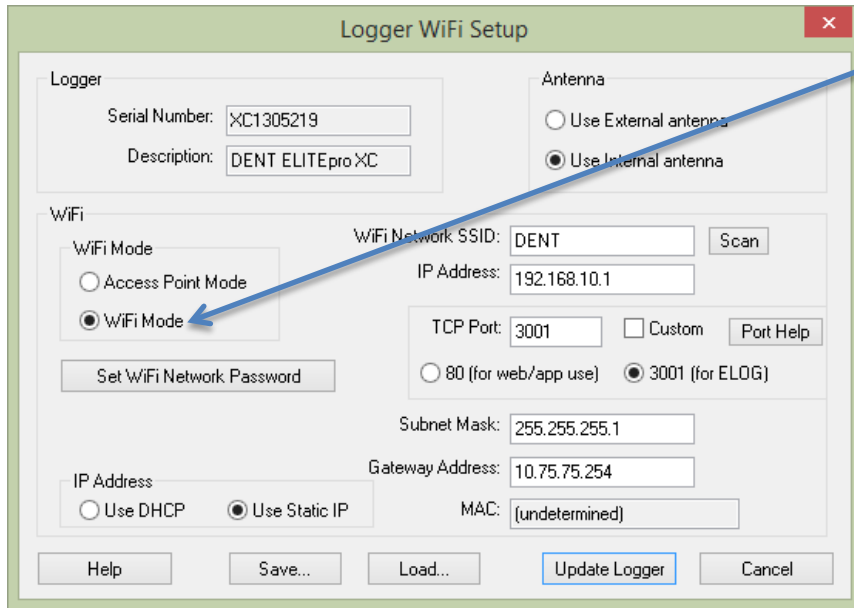 Logger WiFi Setup
Logger
Serial Number: XC1305219
Description: DENT ELITEpro XC
Antenna
Use External antenna
Use Internal antenna
WiFi
WiFi Mode
Access Point Mode
WiFi Mode
Set WiFi Network Password
WiFi Network SSID: DENT Scan
IP Address: 192.168.10.1
TCP Port: 3001 Custom Port Help
80 (for web/app use) 3001 (for ELOG)
Subnet Mask: 255.255.255.1
Gateway Address: 10.75.75.254
MAC: (undetermined)
IP Address
Use DHCP Use Static IP
Help Save... Load... Update Logger Cancel